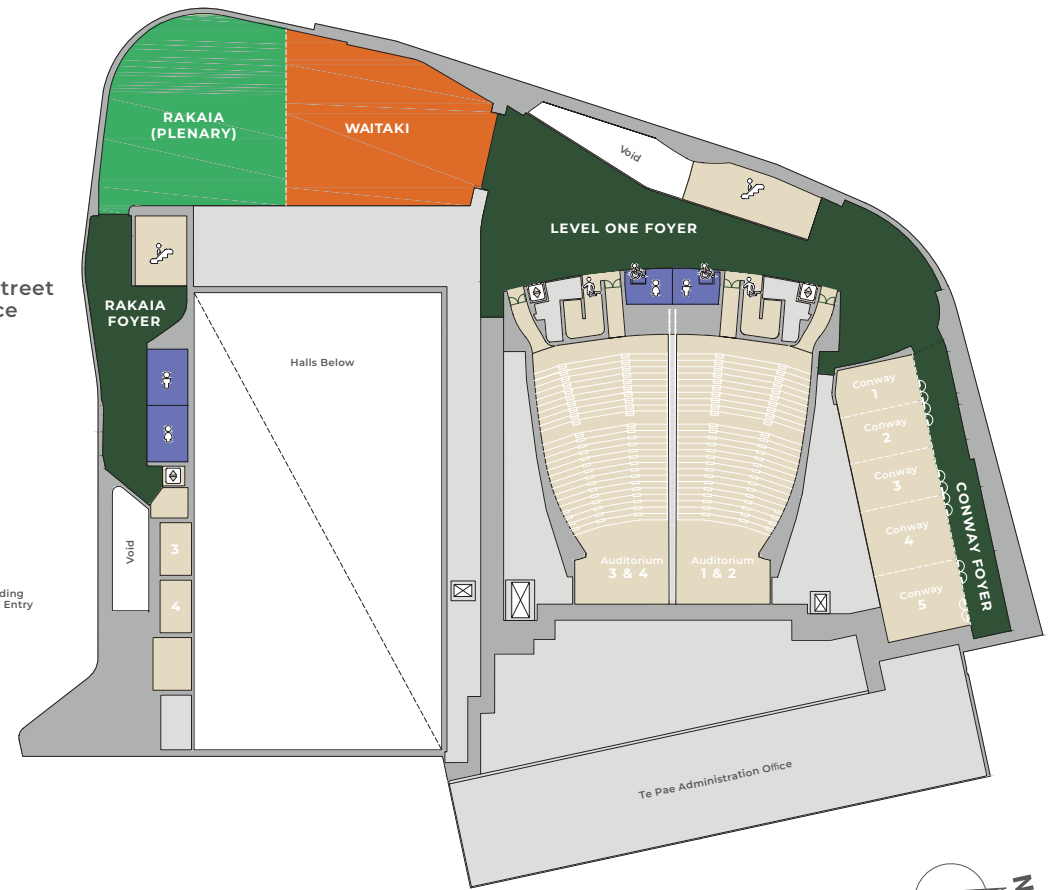 RAKAIA
(PLENARY)
WAITAKI
Void
LEVEL ONE FOYER
treet
ce
RAKAIA
FOYER
Halls Below
Conway
1
Conway
2
Conway
3
Conway
4
Conway
5
CONWAY FOYER
Void
3
4
ding
Entry
Auditorium
3 & 4
Auditorium
1 & 2
Te Pae Administration Office
N